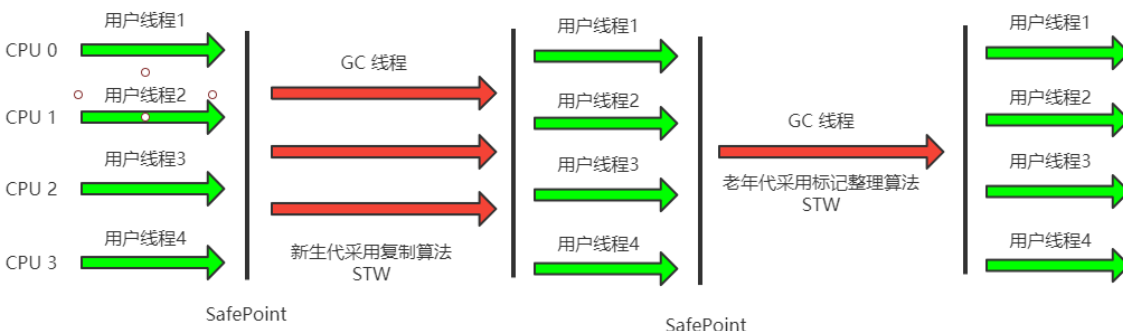 用户线程1
CPU 0
用户线程2
CPU 1
用户线程3
CPU 2
用户线程4
CPU 3
SafePoint
GC 线程
新生代采用复制算法
STW
用户线程1
用户线程2
用户线程3
用户线程4
SafePoint
GC 线程
老年代采用标记整理算法
STW
用户线程1
用户线程2
用户线程3
用户线程4